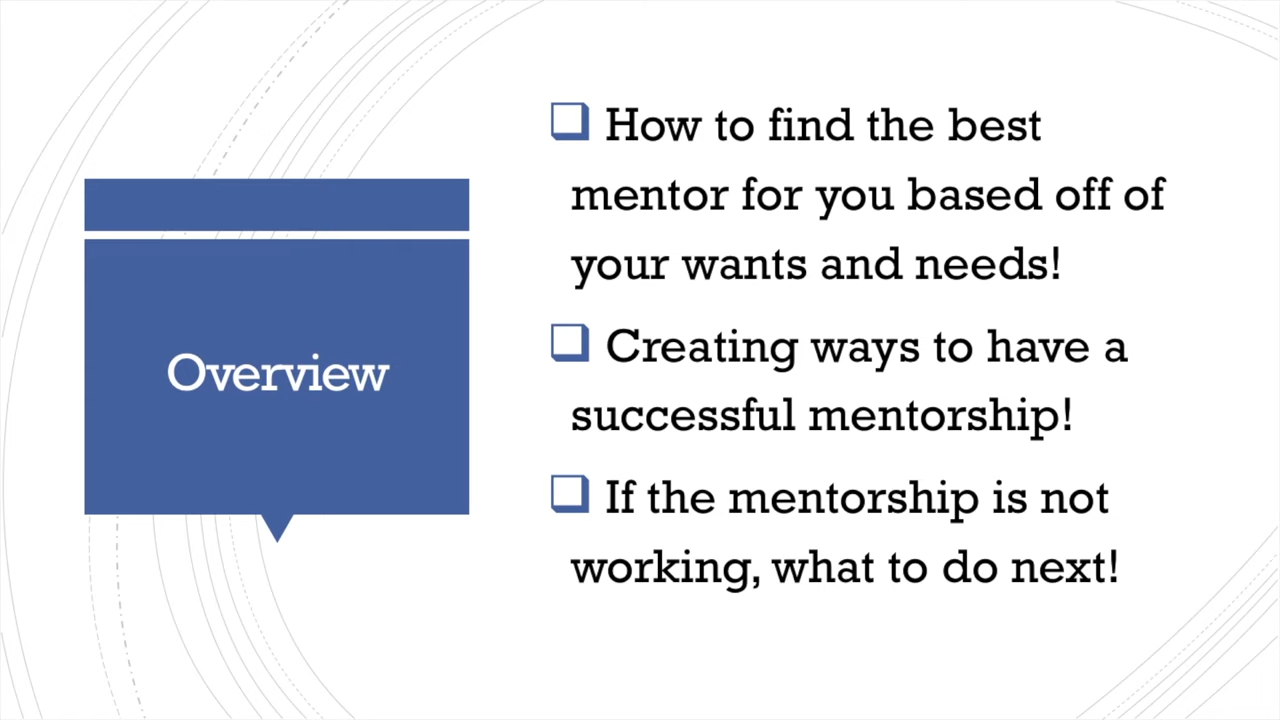 Overview
How to find the best
mentor for you based off of
your wants and needs!
Creating ways to have a
successful mentorship!
If the mentorship is not
working, what to do next!